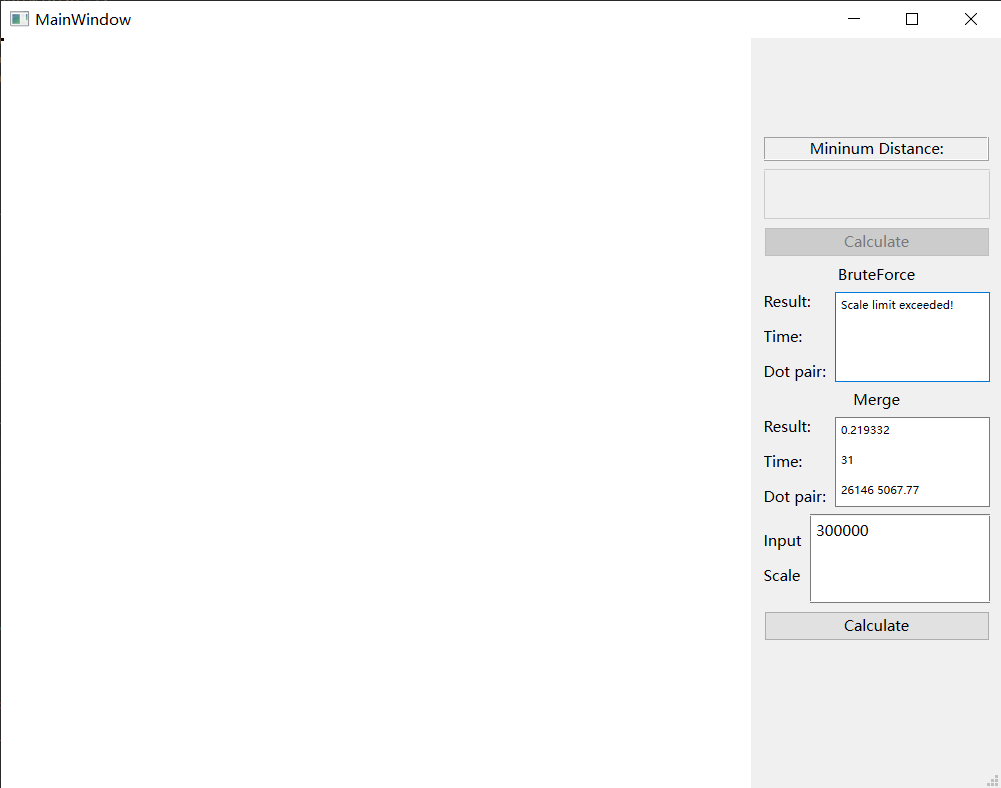 MainWindow
Mininum Distance:
Calculate
BruteForce
Result:
Scale limit exceeded!
Time:
Dot pair:
Merge
Result:
0.219332
Time:
31
Dot pair:
26146 5067.77
Input
300000
Scale
Calculate